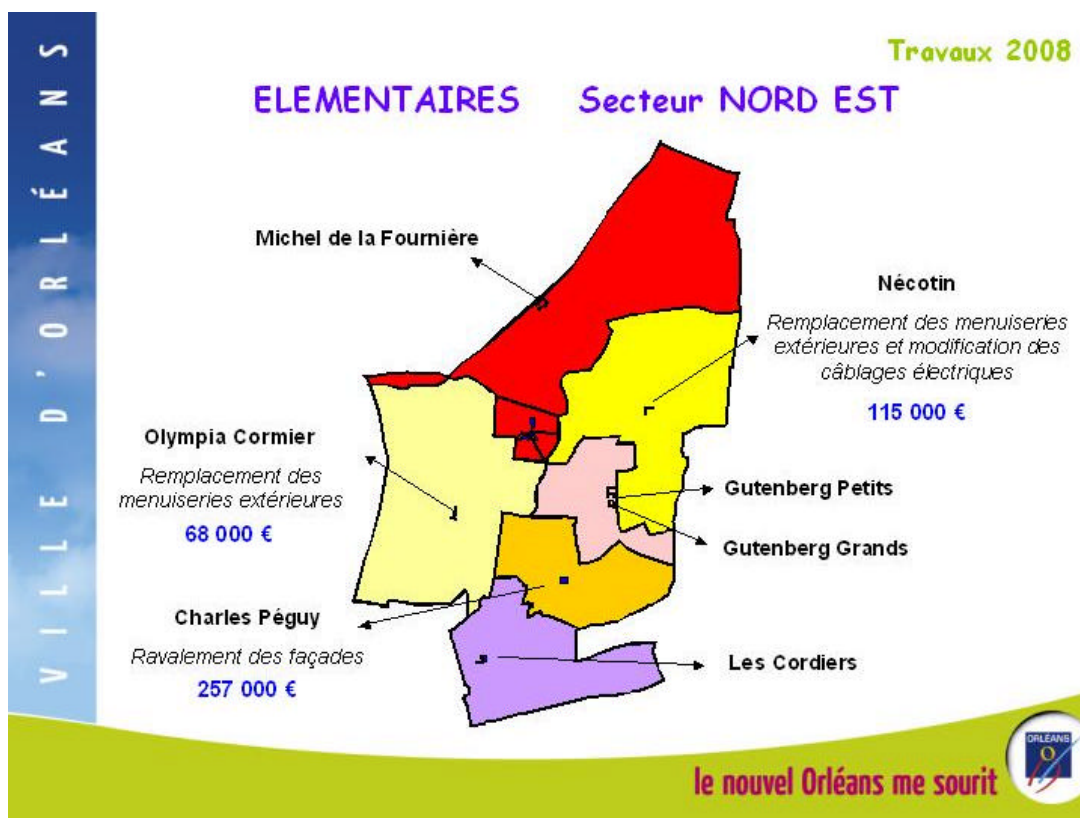 VILLE D'ORLÉANS
Travaux 2008
ELEMENTAIRES Secteur NORD EST
Michel de la Fournière
Nécotin
Remplacement des menuiseries
extérieures et modification des
câblages électriques
115 000 €
Olympia Cormier
Remplacement des
menuiseries extérieures
68 000 €
Gutenberg Petits
Gutenberg Grands
Charles Péguy
Ravalement des façades
257 000 €
Les Cordiers
le nouvel Orléans me sourit
ORLÉANS